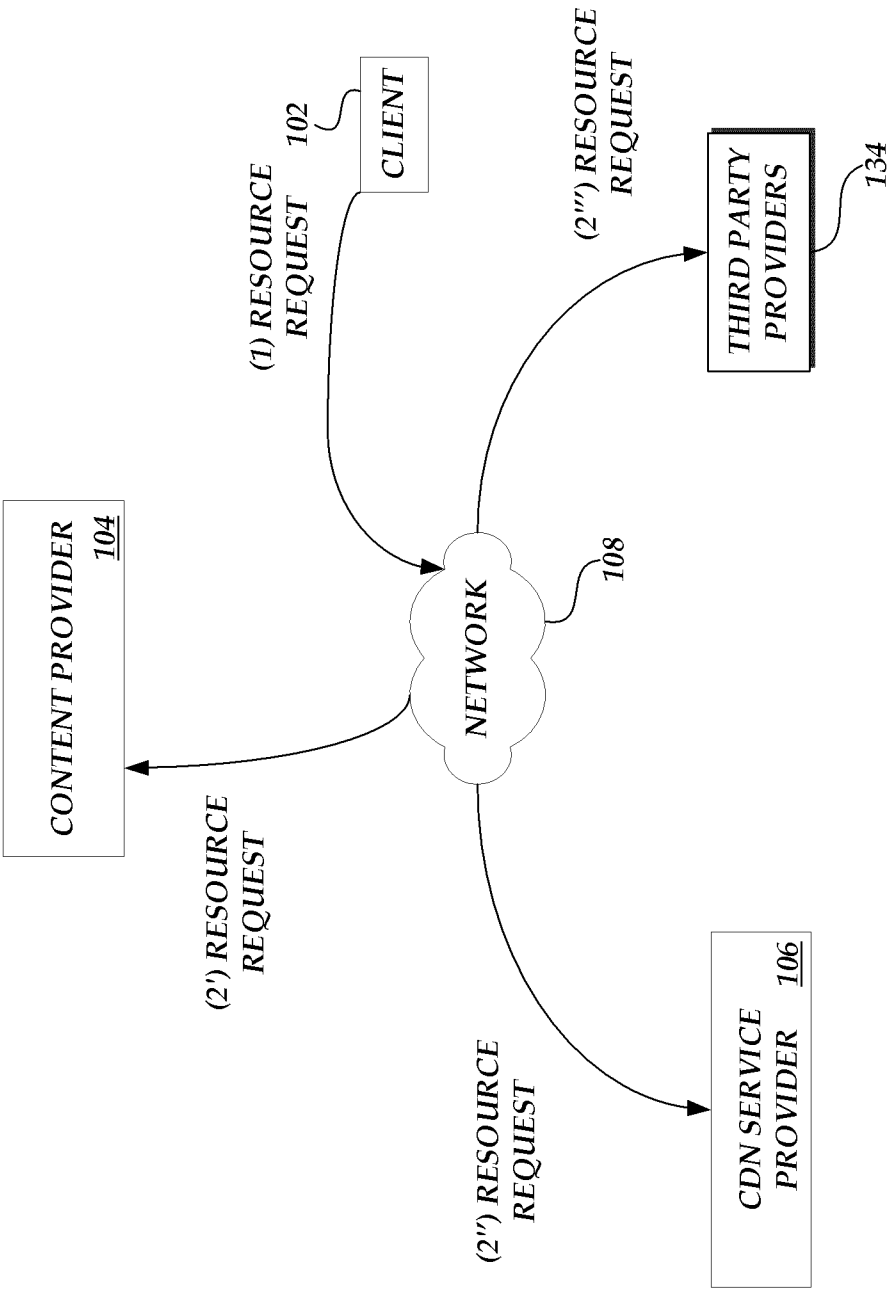 CONTENT PROVIDER
104
(2') RESOURCE
REQUEST
(1) RESOURCE
REQUEST
102
CLIENT
NETWORK
108
(2'') RESOURCE
REQUEST
CDN SERVICE
PROVIDER
106
(2''') RESOURCE
REQUEST
THIRD PARTY
PROVIDERS
134